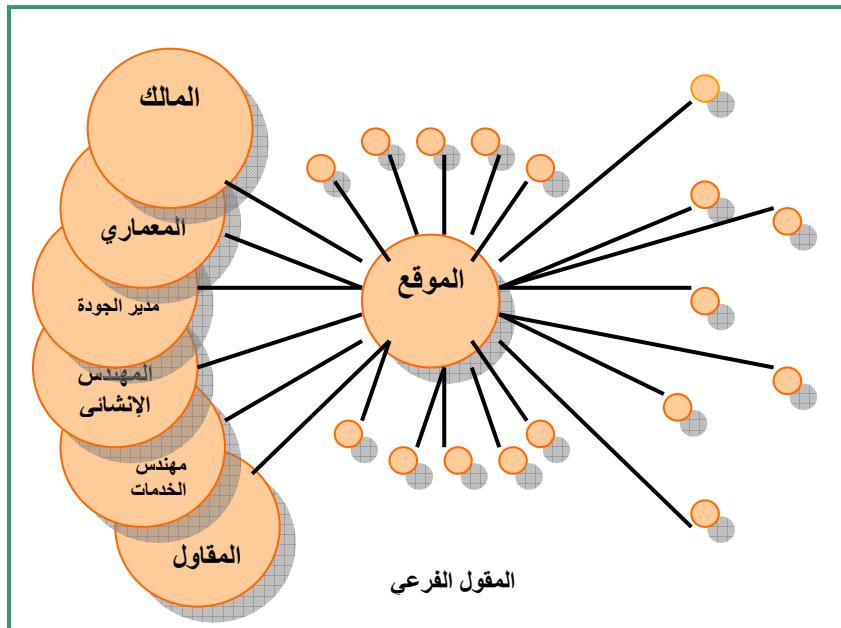 المالك
المعماري
مدير الجودة
المهندس
الإنشائى
مهندس
الخدمات
المقاول
الموقع
المقول الفرعي